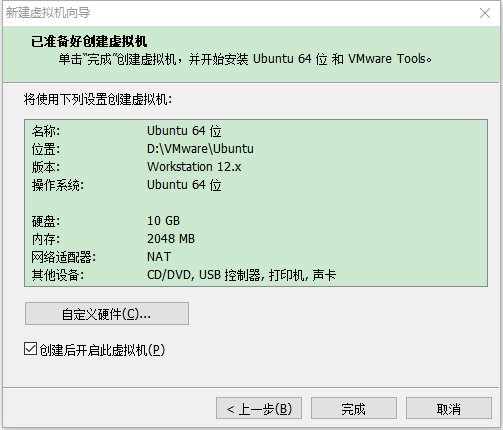 新建虚拟机向导
已准备好创建虚拟机
单击"完成"创建虚拟机，并开始安装 Ubuntu 64 位 和 VMware Tools。
将使用下列设置创建虚拟机:
名称: Ubuntu 64 位
位置: D:\VMware\Ubuntu
版本: Workstation 12.x
操作系统: Ubuntu 64 位
硬盘: 10 GB
内存: 2048 MB
网络适配器: NAT
其他设备: CD/DVD, USB 控制器, 打印机, 声卡
自定义硬件(C)...
创建后开启此虚拟机(P)
< 上一步(B) 完成 取消